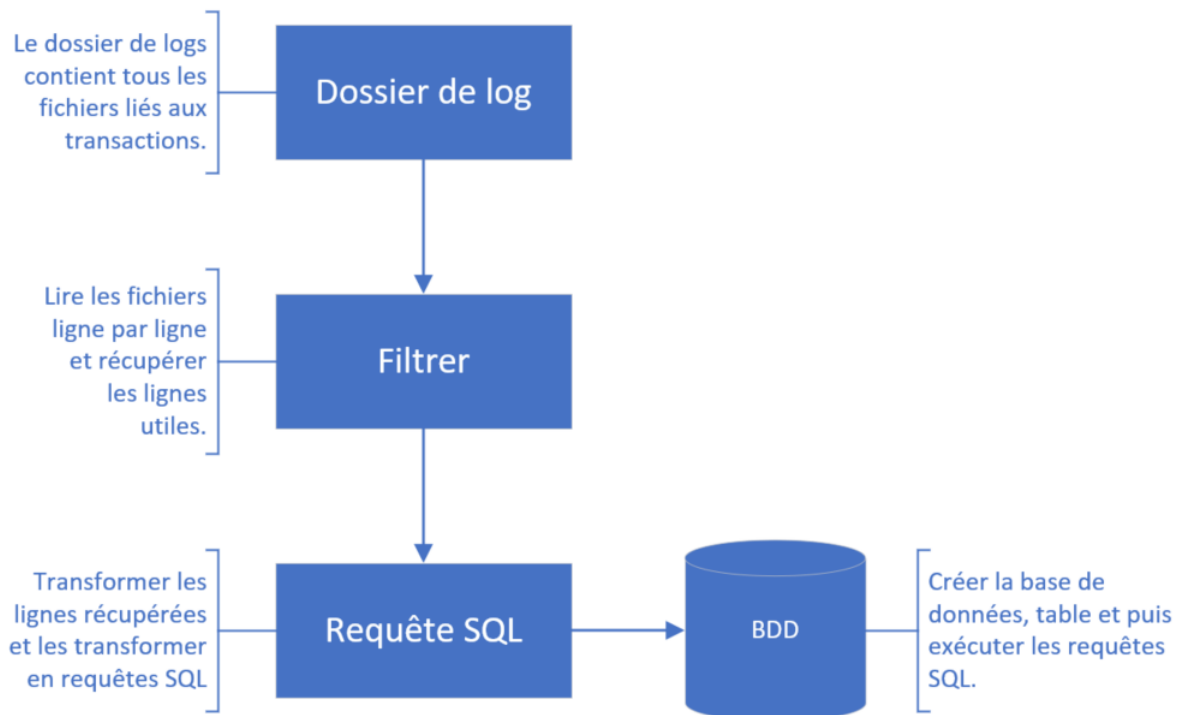 Le dossier de logs
contient tous les
fichiers liés aux
transactions.
Dossier de log
Lire les fichiers
ligne par ligne
et récupérer
les lignes
utiles.
Filtrer
Transformer les
lignes récupérées
et les transformer
en requêtes SQL
Requête SQL
BDD
Créer la base de
données, table et puis
exécuter les requêtes
SQL.